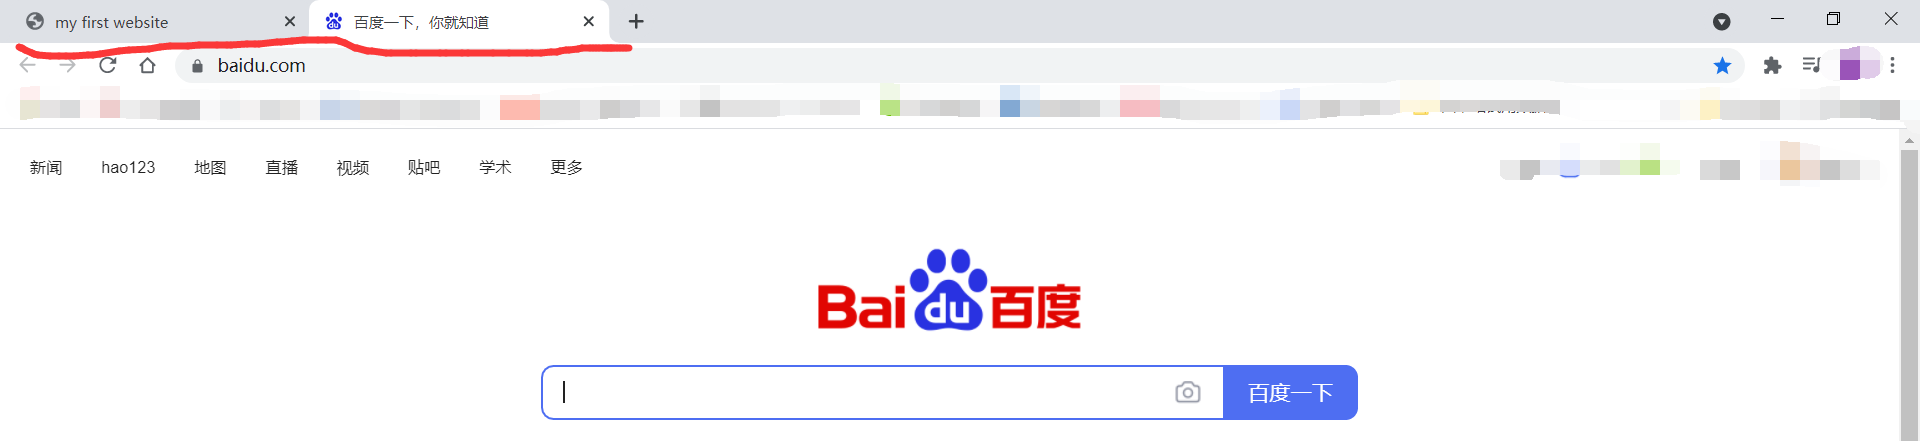 my first website
百度一下，你就知道
baidu.com
新闻 hao123 地图 直播 视频 贴吧 学术 更多
Bai du 百度
百度一下